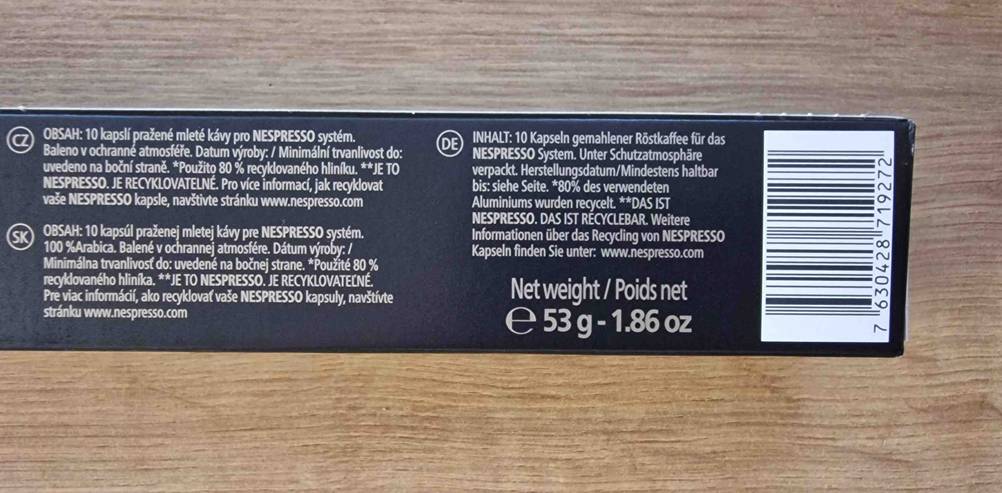 CZ
OBSAH: 10 kapslí pražené mleté kávy pro NESPRESSO systém.
Baleno v ochranné atmosféře. Datum výroby: / Minimální trvanlivost do:
uvedeno na boční straně. *Použito 80 % recyklovaného hliníku. **JE TO
NESPRESSO. JE RECYKLOVATELNÉ. Pro více informací, jak recyklovat
vaše NESPRESSO kapsle, navštivte stránku www.nespresso.com
SK
OBSAH: 10 kapsúl praženej mletej kávy pre NESPRESSO systém.
100 %Arabica. Balené v ochrannej atmosfére. Dátum výroby: /
Minimálna trvanlivosť do: uvedené na bočnej strane. *Použité 80 %
recyklovaného hliníka. **JE TO NESPRESSO. JE RECYKLOVATEĽNÉ.
Pre viac informácií, ako recyklovať vaše NESPRESSO kapsuly, navštívte
stránku www.nespresso.com
DE
INHALT: 10 Kapseln gemahlener Röstkaffee für das
NESPRESSO System. Unter Schutzatmosphäre
verpackt. Herstellungsdatum/Mindestens haltbar
bis: siehe Seite. *80% des verwendeten
Aluminiums wurden recycelt. **DAS IST
NESPRESSO. DAS IST RECYCLEBAR. Weitere
Informationen über das Recycling von NESPRESSO
Kapseln finden Sie unter: www.nespresso.com
Net weight / Poids net
℮ 53 g - 1.86 oz
7 630428 719272